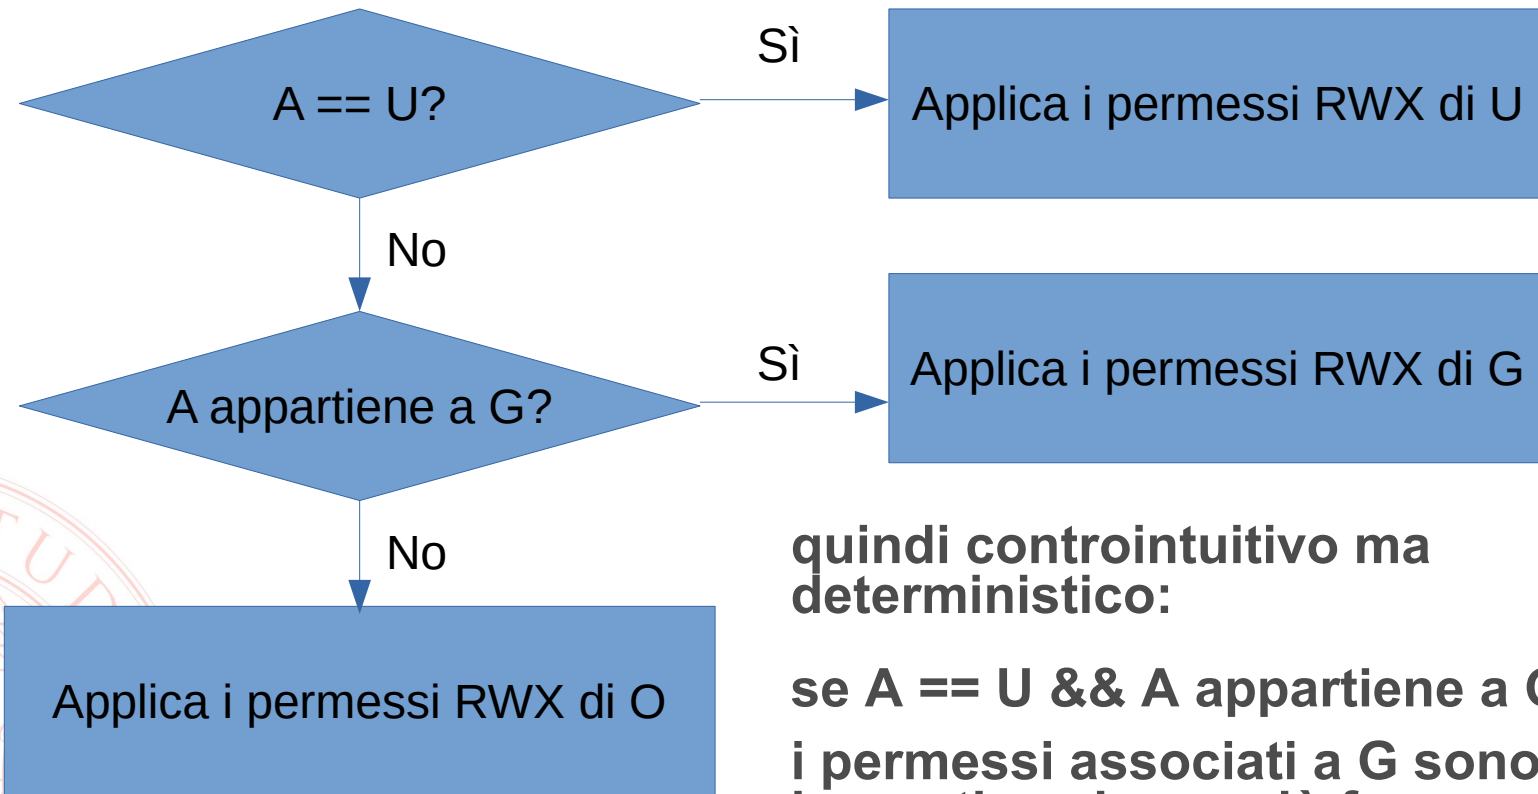 A == U?
Sì
Applica i permessi RWX di U
No
A appartiene a G?
Sì
Applica i permessi RWX di G
No
Applica i permessi RWX di O
quindi controintuitivo ma
deterministico:
se A == U && A appartiene a
i permessi associati a G sono